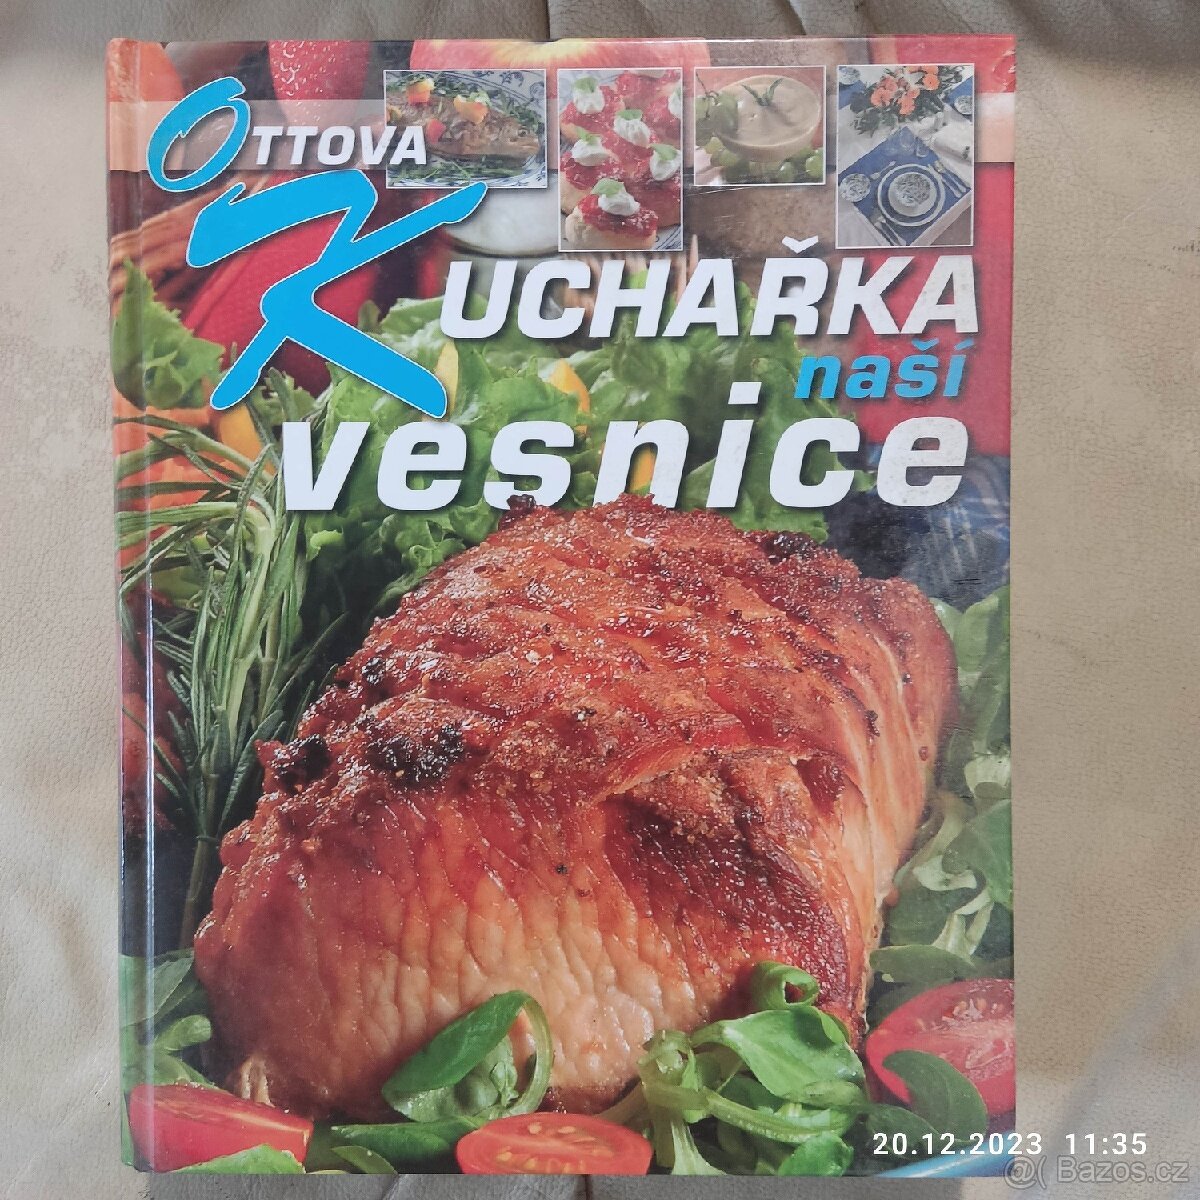 OTTOVA
KUCHAŘKA
naší
vesnice
20.12.2023 11:35
@( Bazos.cz